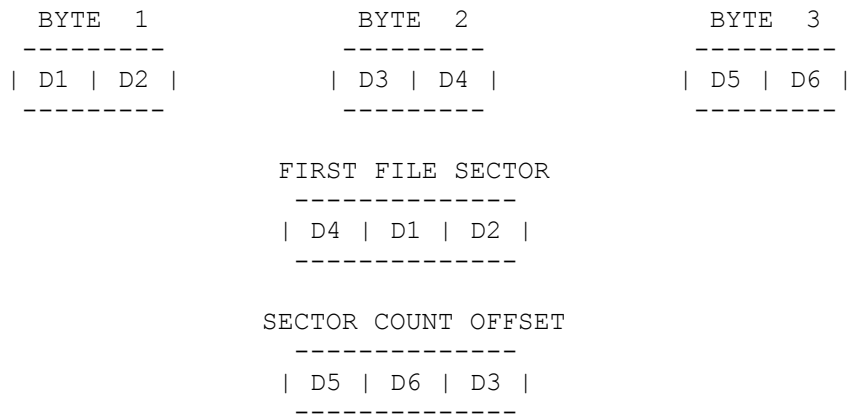 BYTE 1 BYTE 2 BYTE 3
--------- --------- ---------
| D1 | D2 | | D3 | D4 | | D5 | D6 |
--------- --------- ---------
FIRST FILE SECTOR
--------------
| D4 | D1 | D2 |
--------------
SECTOR COUNT OFFSET
--------------
| D5 | D6 | D3 |
--------------